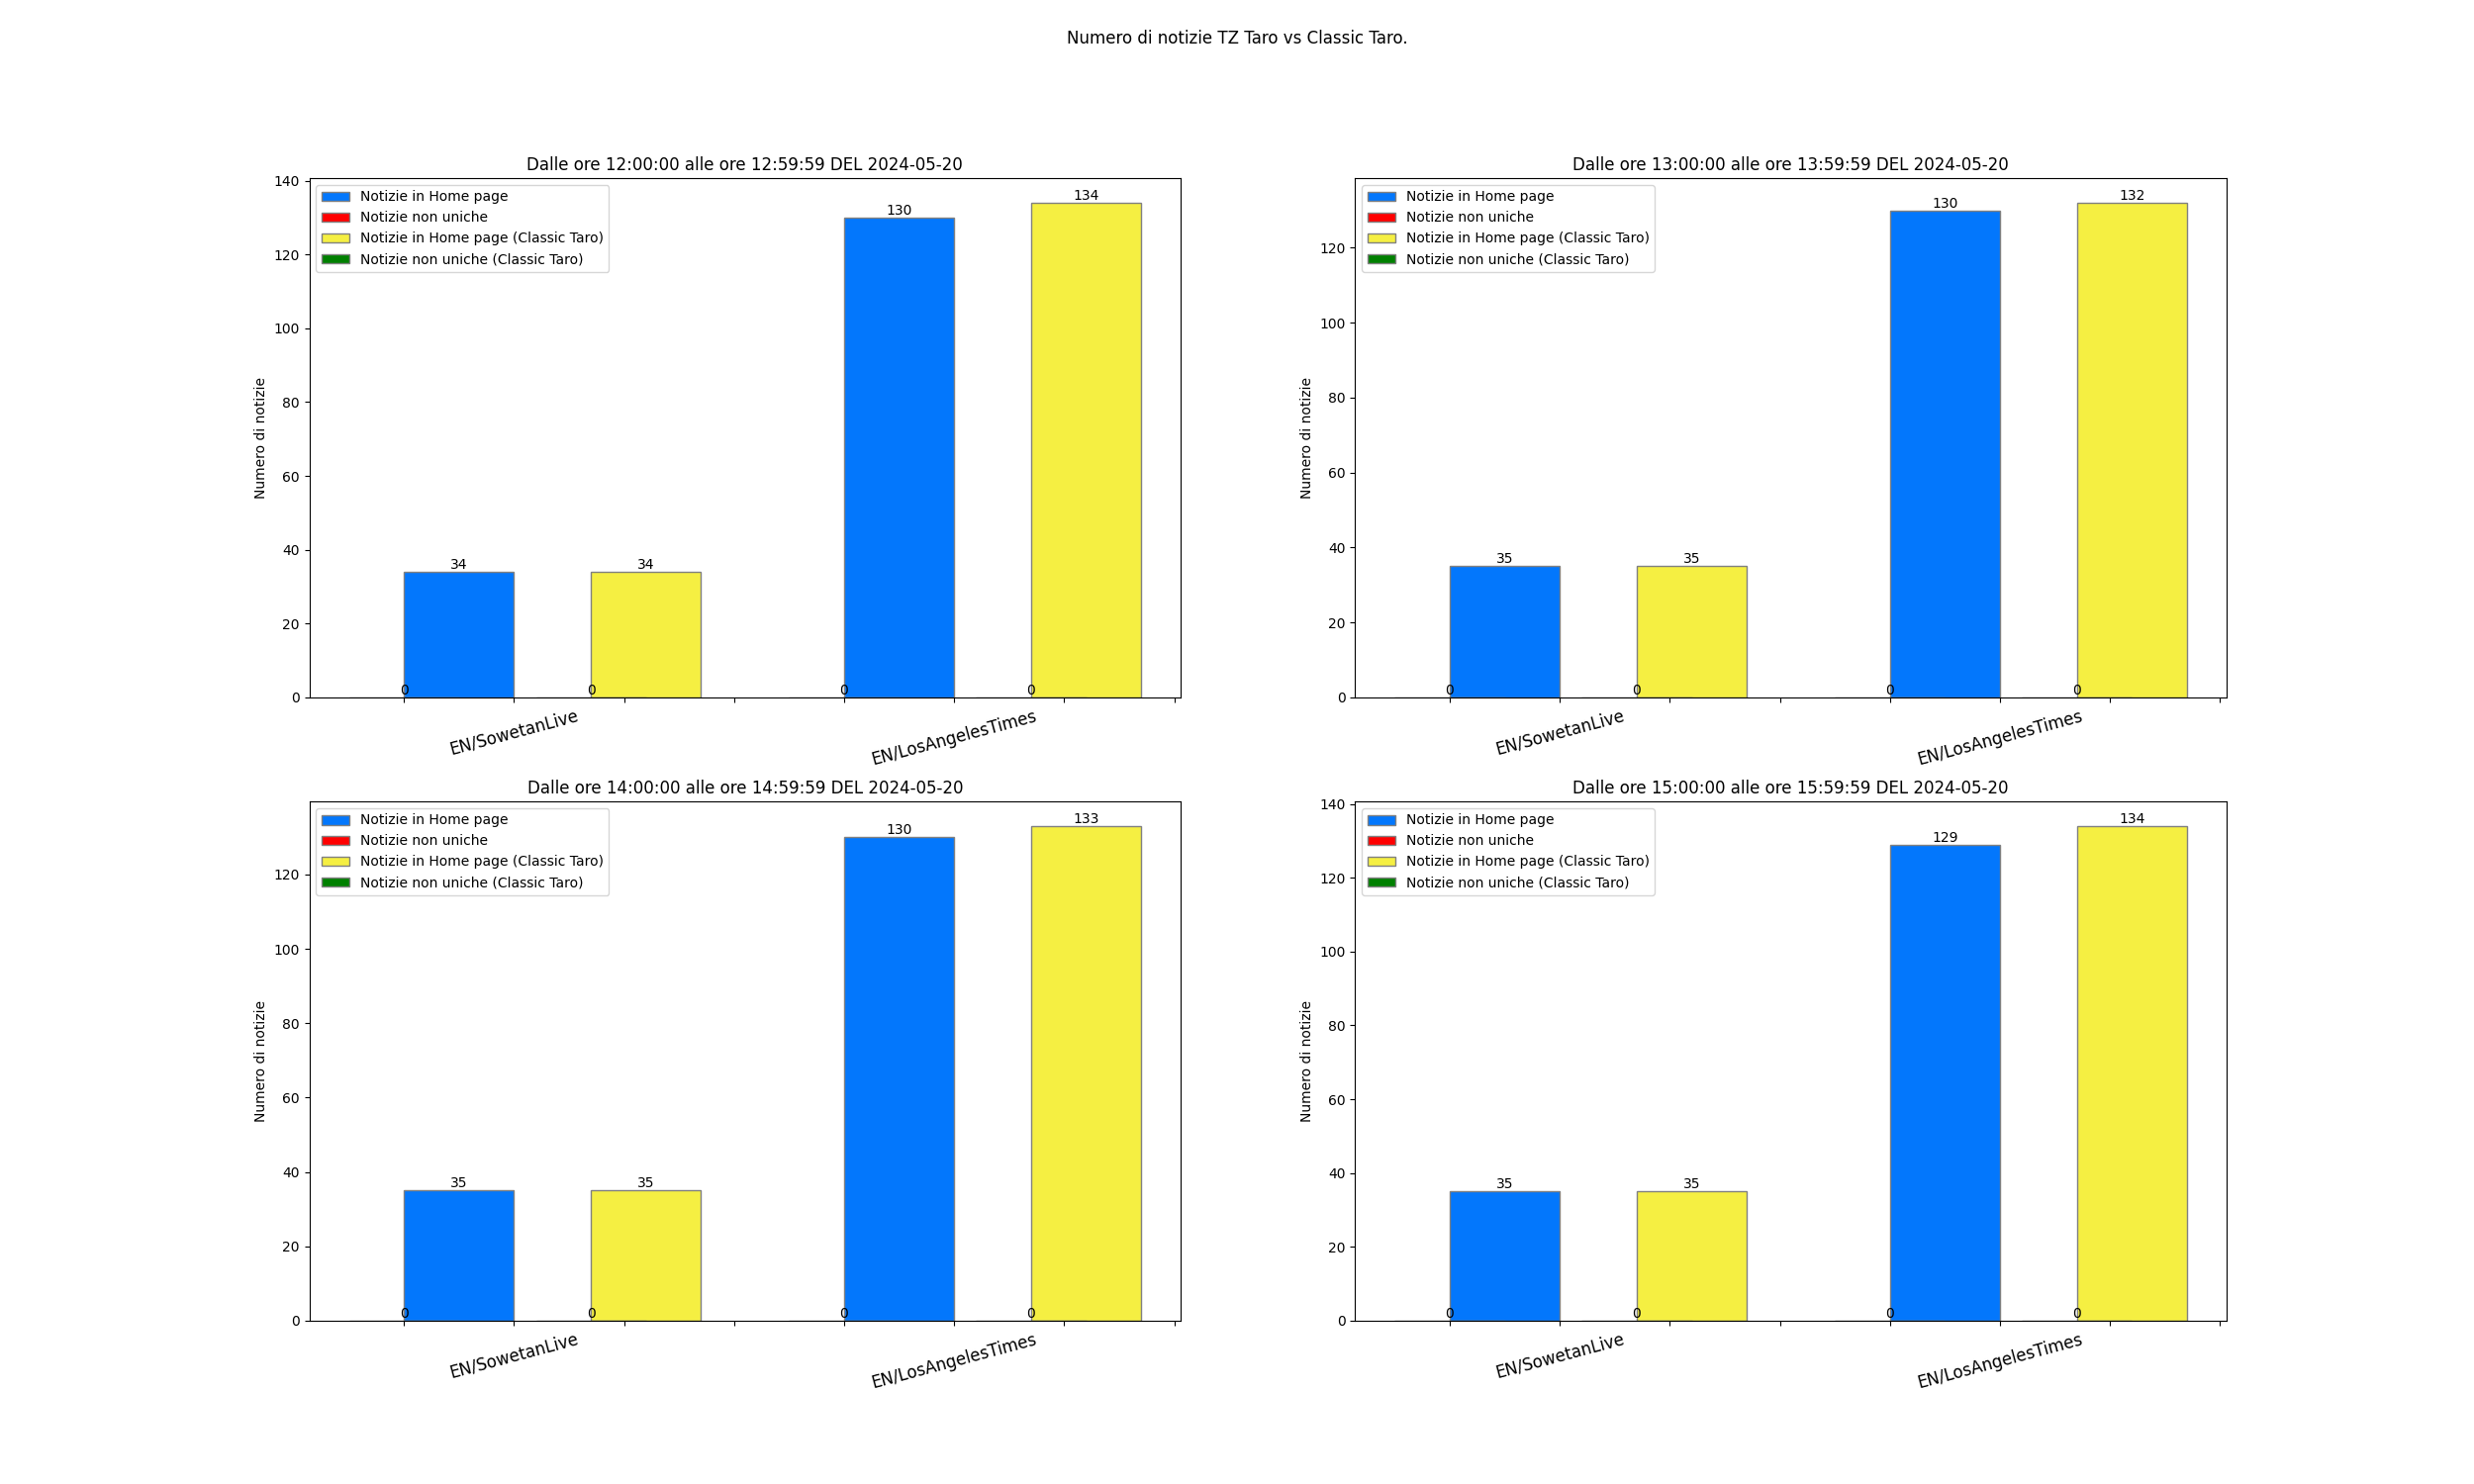 Numero di notizie TZ Taro vs Classic Taro.
Dalle ore 12:00:00 alle ore 12:59:59 DEL 2024-05-20
Notizie in Home page
Notizie non uniche
Notizie in Home page (Classic Taro)
Notizie non uniche (Classic Taro)
Numero di notizie
140
120
100
80
60
40
20
0
34
34
130
134
0
0
0
0
EN/SowetanLive
EN/LosAngelesTimes
Dalle ore 13:00:00 alle ore 13:59:59 DEL 2024-05-20
Notizie in Home page
Notizie non uniche
Notizie in Home page (Classic Taro)
Notizie non uniche (Classic Taro)
Numero di notizie
120
100
80
60
40
20
0
35
35
130
132
0
0
0
0
EN/SowetanLive
EN/LosAngelesTimes
Dalle ore 14:00:00 alle ore 14:59:59 DEL 2024-05-20
Notizie in Home page
Notizie non uniche
Notizie in Home page (Classic Taro)
Notizie non uniche (Classic Taro)
Numero di notizie
120
100
80
60
40
20
0
35
35
130
133
0
0
0
0
EN/SowetanLive
EN/LosAngelesTimes
Dalle ore 15:00:00 alle ore 15:59:59 DEL 2024-05-20
Notizie in Home page
Notizie non uniche
Notizie in Home page (Classic Taro)
Notizie non uniche (Classic Taro)
Numero di notizie
140
120
100
80
60
40
20
0
35
35
129
134
0
0
0
0
EN/SowetanLive
EN/LosAngelesTimes